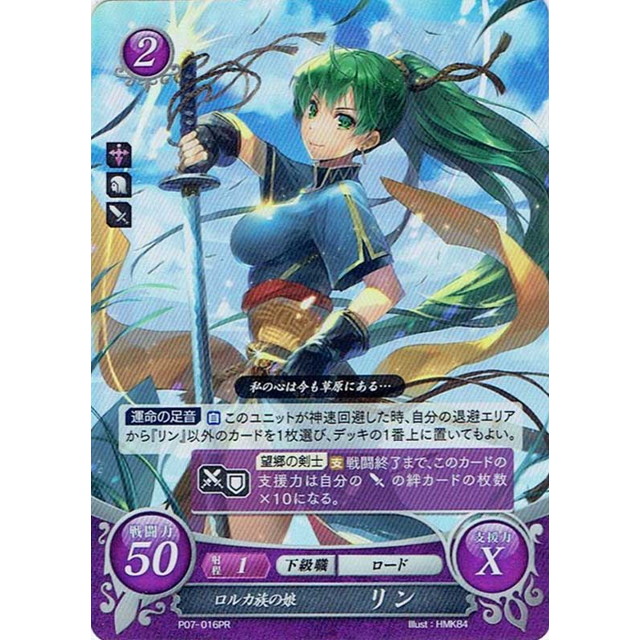 2
私の心は今も草原にある…
運命の足音 自 このユニットが神速回避した時、自分の退避エリア
から『リン』以外のカードを1枚選び、デッキの1番上に置いてもよい。
望郷の剣士 支 戦闘終了まで、このカードの
支援力は自分の の絆カードの枚数
×10になる。
戦闘力
50
射程 1 下級職 ロード
支援力
X
ロルカ族の娘 リン
P07-016PR Illust : HMK84